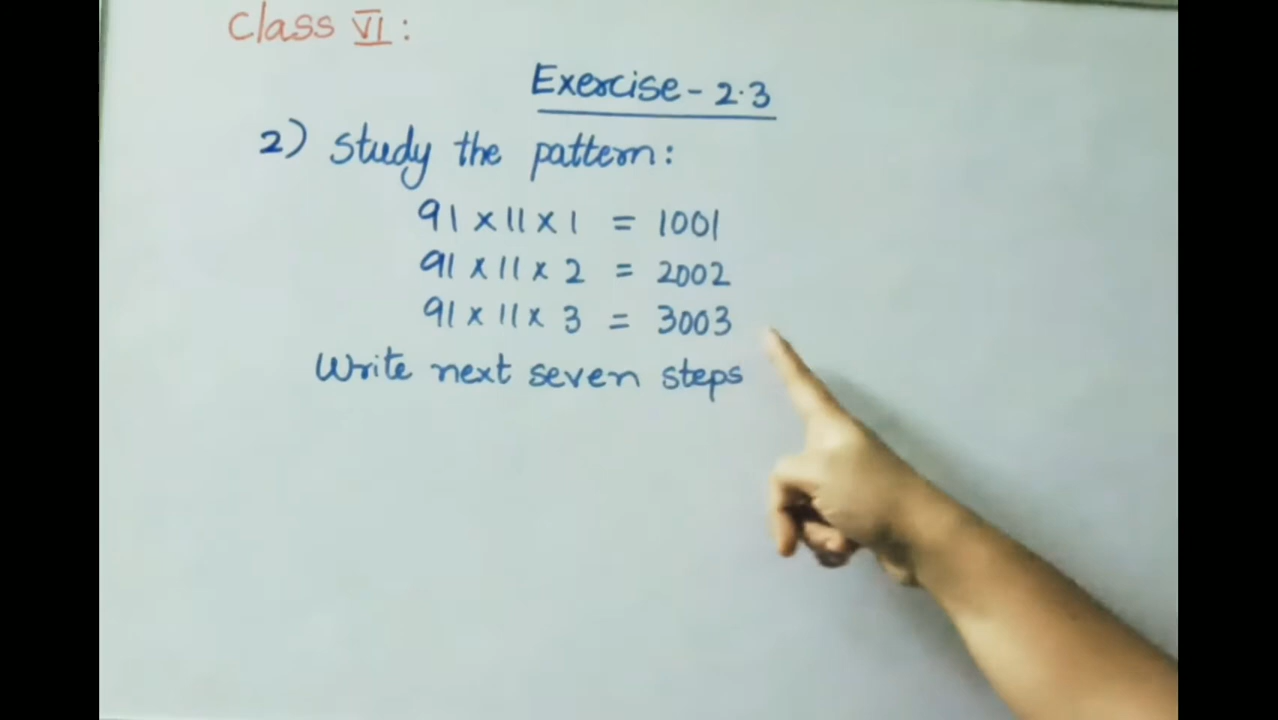 Class VI:
Exercise - 2.3
2) Study the pattern:
91 × 11 × 1 = 1001
91 × 11 × 2 = 2002
91 × 11 × 3 = 3003
Write next seven steps